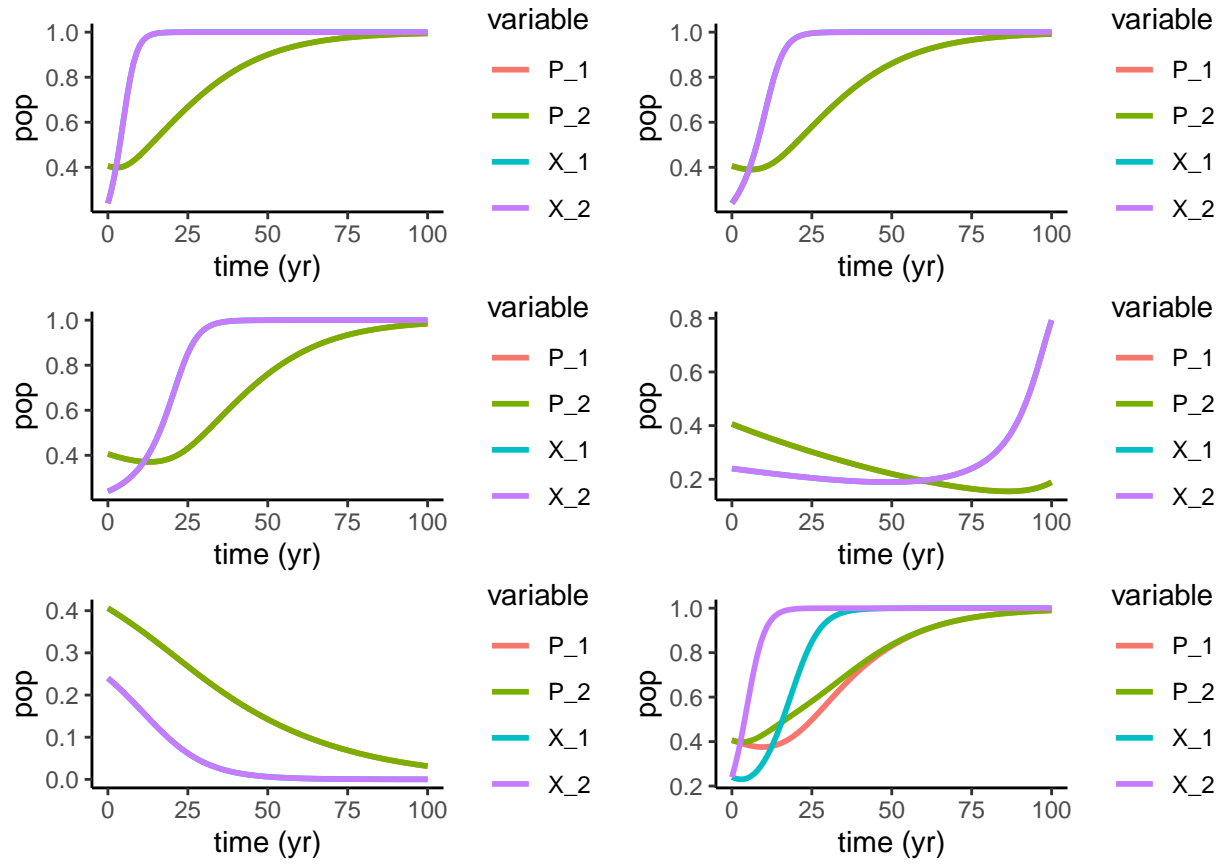 variable
1.0
0.8
0.6
0.4
pop
0
25
50
75
100
time (yr)
P_1
P_2
X_1
X_2
variable
1.0
0.8
0.6
0.4
pop
0
25
50
75
100
time (yr)
P_1
P_2
X_1
X_2
variable
1.0
0.8
0.6
0.4
pop
0
25
50
75
100
time (yr)
P_1
P_2
X_1
X_2
variable
0.8
0.6
0.4
0.2
pop
0
25
50
75
100
time (yr)
P_1
P_2
X_1
X_2
variable
0.4
0.3
0.2
0.1
0.0
pop
0
25
50
75
100
time (yr)
P_1
P_2
X_1
X_2
variable
1.0
0.8
0.6
0.4
0.2
pop
0
25
50
75
100
time (yr)
P_1
P_2
X_1
X_2